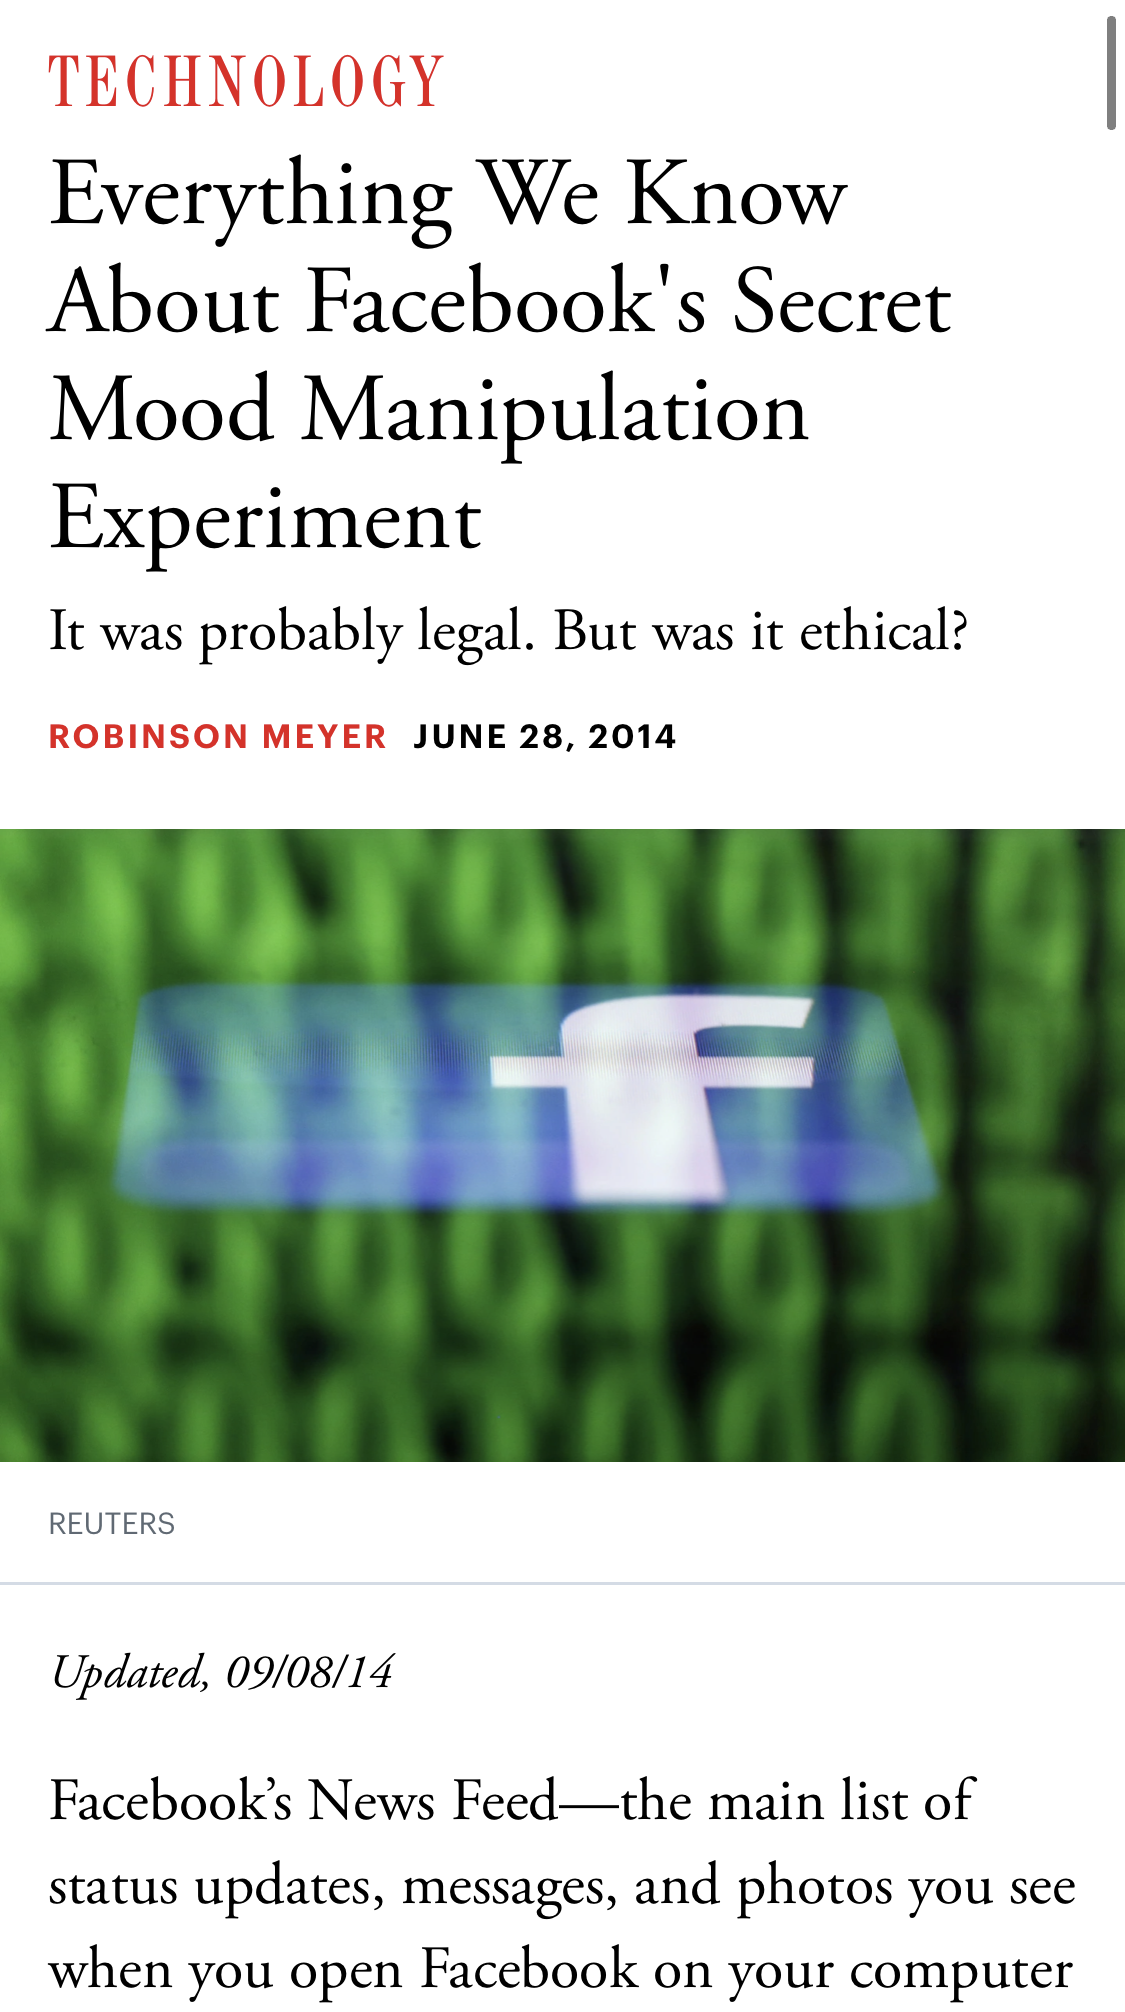 TECHNOLOGY
Everything We Know
About Facebook's Secret
Mood Manipulation
Experiment
It was probably legal. But was it ethical?
ROBINSON MEYER JUNE 28, 2014
f
REUTERS
Updated, 09/08/14
Facebook’s News Feed—the main list of
status updates, messages, and photos you see
when you open Facebook on your computer